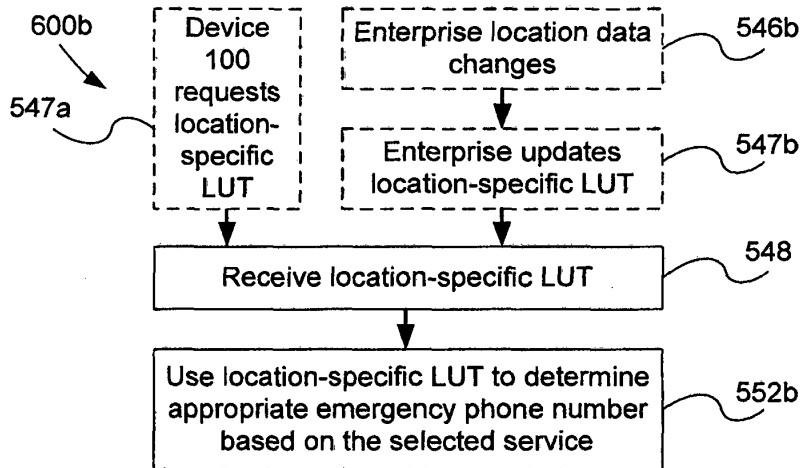 600b
547a
Device
100
requests
location-
specific
LUT
Enterprise location data
changes
546b
Enterprise updates
location-specific LUT
547b
Receive location-specific LUT
548
Use location-specific LUT to determine
appropriate emergency phone number
based on the selected service
552b